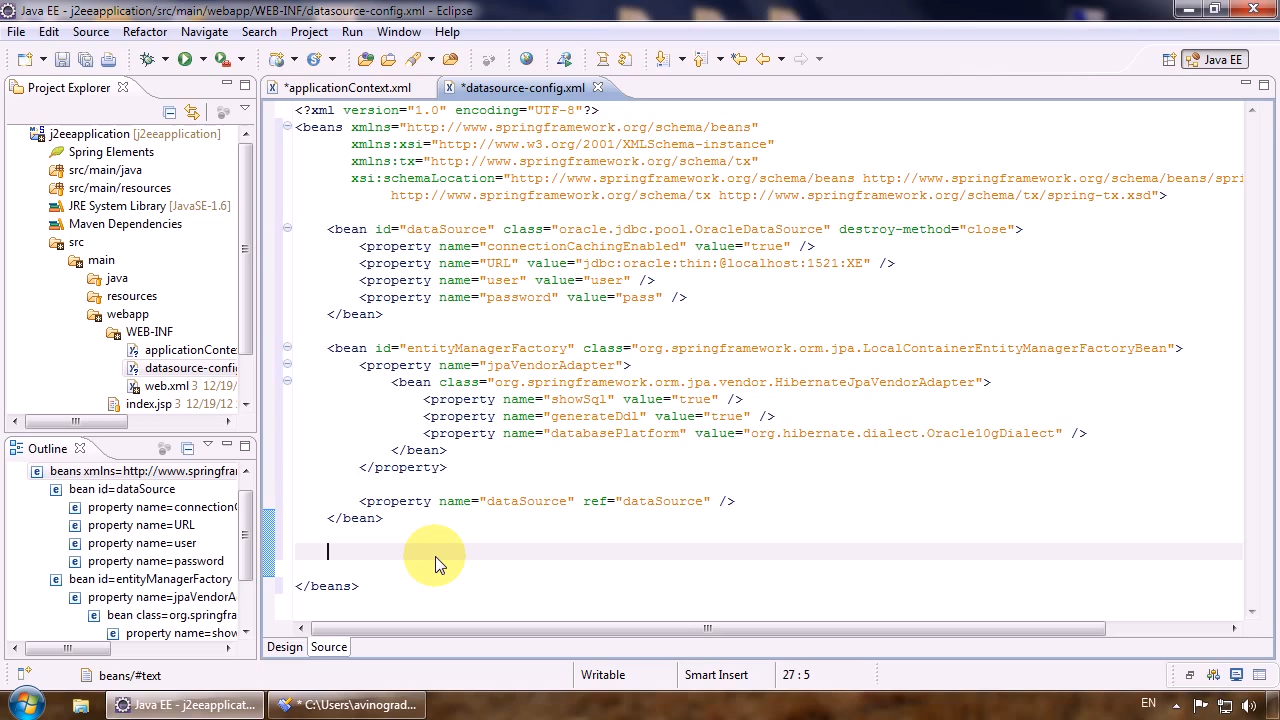 Java EE - j2eeapplication/src/main/webapp/WEB-INF/datasource-config.xml - Eclipse
File Edit Source Refactor Navigate Search Project Run Window Help
Java EE
Project Explorer
*applicationContext.xml
*datasource-config.xml
j2eeapplication [j2eeapplication]
Spring Elements
src/main/java
src/main/resources
JRE System Library [JavaSE-1.6]
Maven Dependencies
src
main
java
resources
webapp
WEB-INF
applicationConte
datasource-config
web.xml 3 12/19/12
index.jsp 3 12/19/12
<?xml version="1.0" encoding="UTF-8"?>
<beans xmlns="http://www.springframework.org/schema/beans"
xmlns:xsi="http://www.w3.org/2001/XMLSchema-instance"
xmlns:tx="http://www.springframework.org/schema/tx"
xsi:schemaLocation="http://www.springframework.org/schema/beans http://www.springframework.org/schema/beans/spri
http://www.springframework.org/schema/tx http://www.springframework.org/schema/tx/spring-tx.xsd">
<bean id="dataSource" class="oracle.jdbc.pool.OracleDataSource" destroy-method="close">
<property name="connectionCachingEnabled" value="true" />
<property name="URL" value="jdbc:oracle:thin:@localhost:1521:XE" />
<property name="user" value="user" />
<property name="password" value="pass" />
</bean>
<bean id="entityManagerFactory" class="org.springframework.orm.jpa.LocalContainerEntityManagerFactoryBean">
<property name="jpaVendorAdapter">
<bean class="org.springframework.orm.jpa.vendor.HibernateJpaVendorAdapter">
<property name="showSql" value="true" />
<property name="generateDdl" value="true" />
<property name="databasePlatform" value="org.hibernate.dialect.Oracle10gDialect" />
</bean>
</property>
<property name="dataSource" ref="dataSource" />
</bean>
</beans>
Outline
beans xmlns=http://www.springfrar
bean id=dataSource
property name=connection
property name=URL
property name=user
property name=password
bean id=entityManagerFactory
property name=jpaVendorA
bean class=org.springfra
property name=show
Design Source
beans/#text
Writable
Smart Insert
27 : 5
Java EE - j2eeapplicat...
* C:\Users\avinograd...
EN